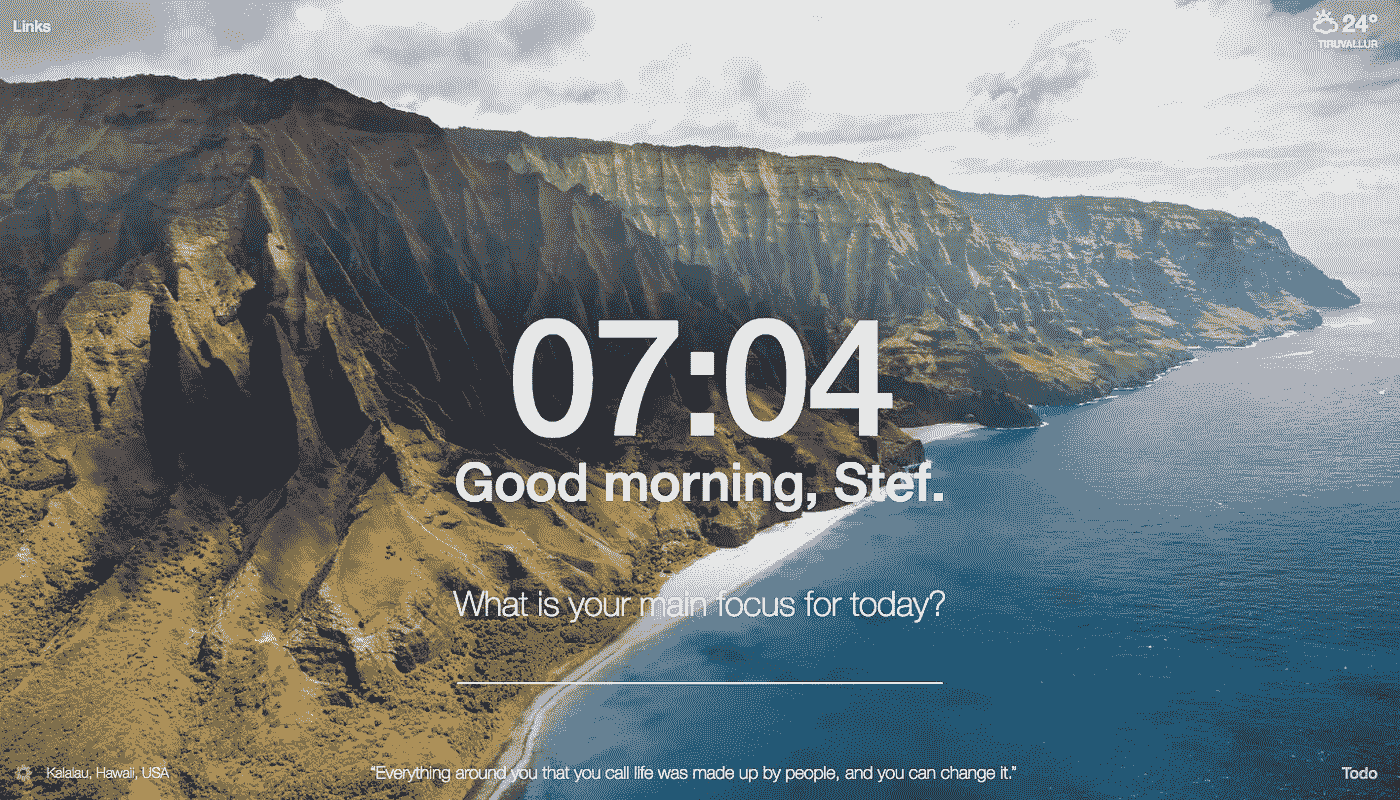 Links
24°
TIRUVALLUR
07:04
Good morning, Stef.
What is your main focus for today?
Kalalau, Hawaii, USA
“Everything around you that you call life was made up by people, and you can change it.”
Todo